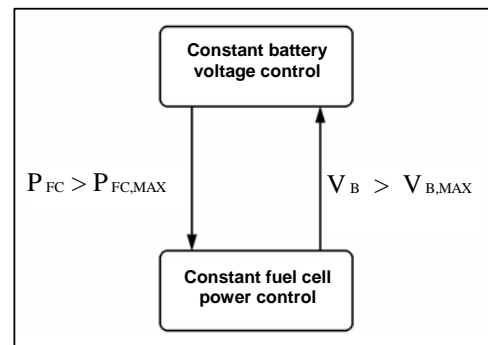 Constant battery
voltage control
P FC > P FC,MAX
V B > V B,MAX
Constant fuel cell
power control